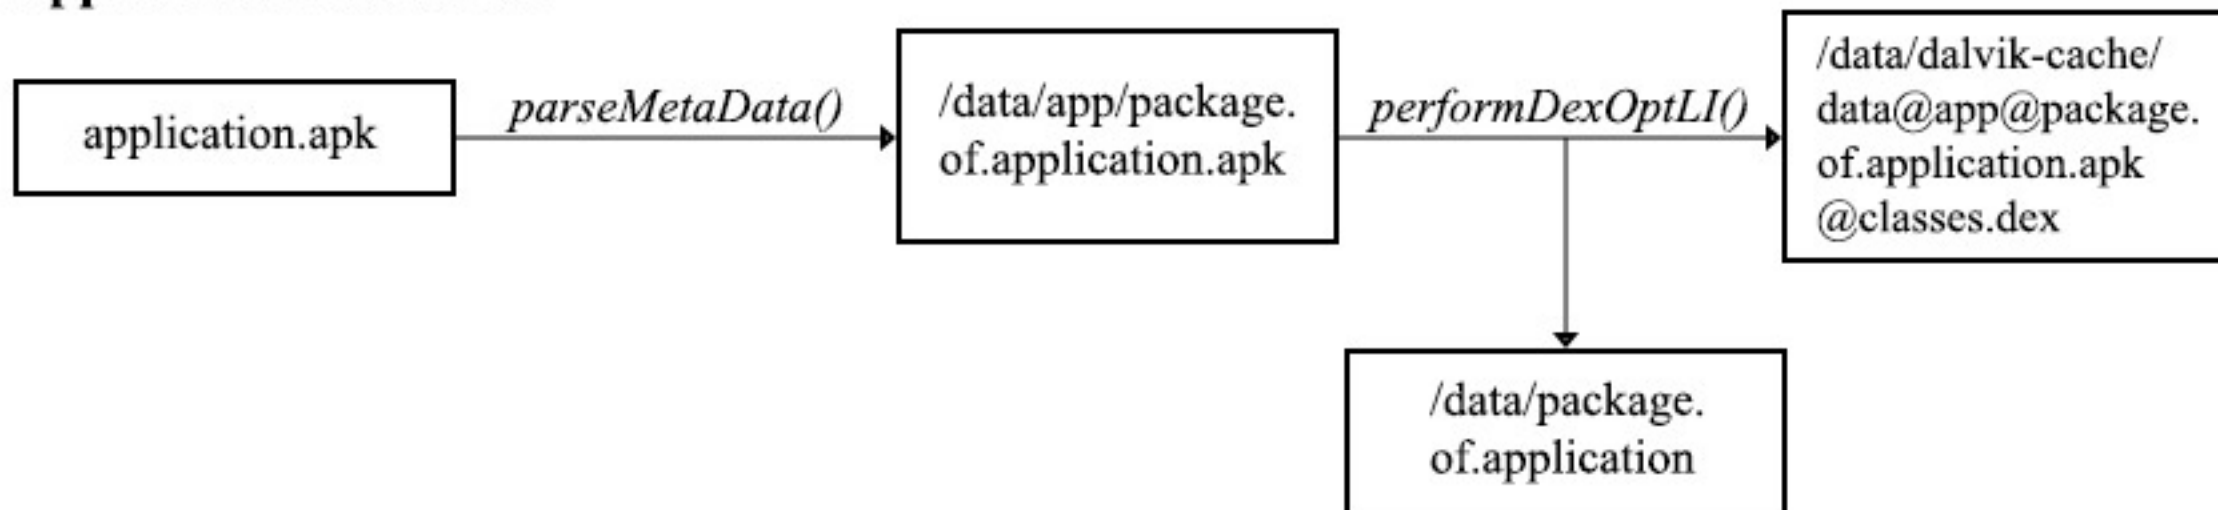 application.apk
parseMetaData()
/data/app/package.
of.application.apk
performDexOptLI()
/data/dalvik-cache/
data@app@package.
of.application.apk
@classes.dex
/data/package.
of.application